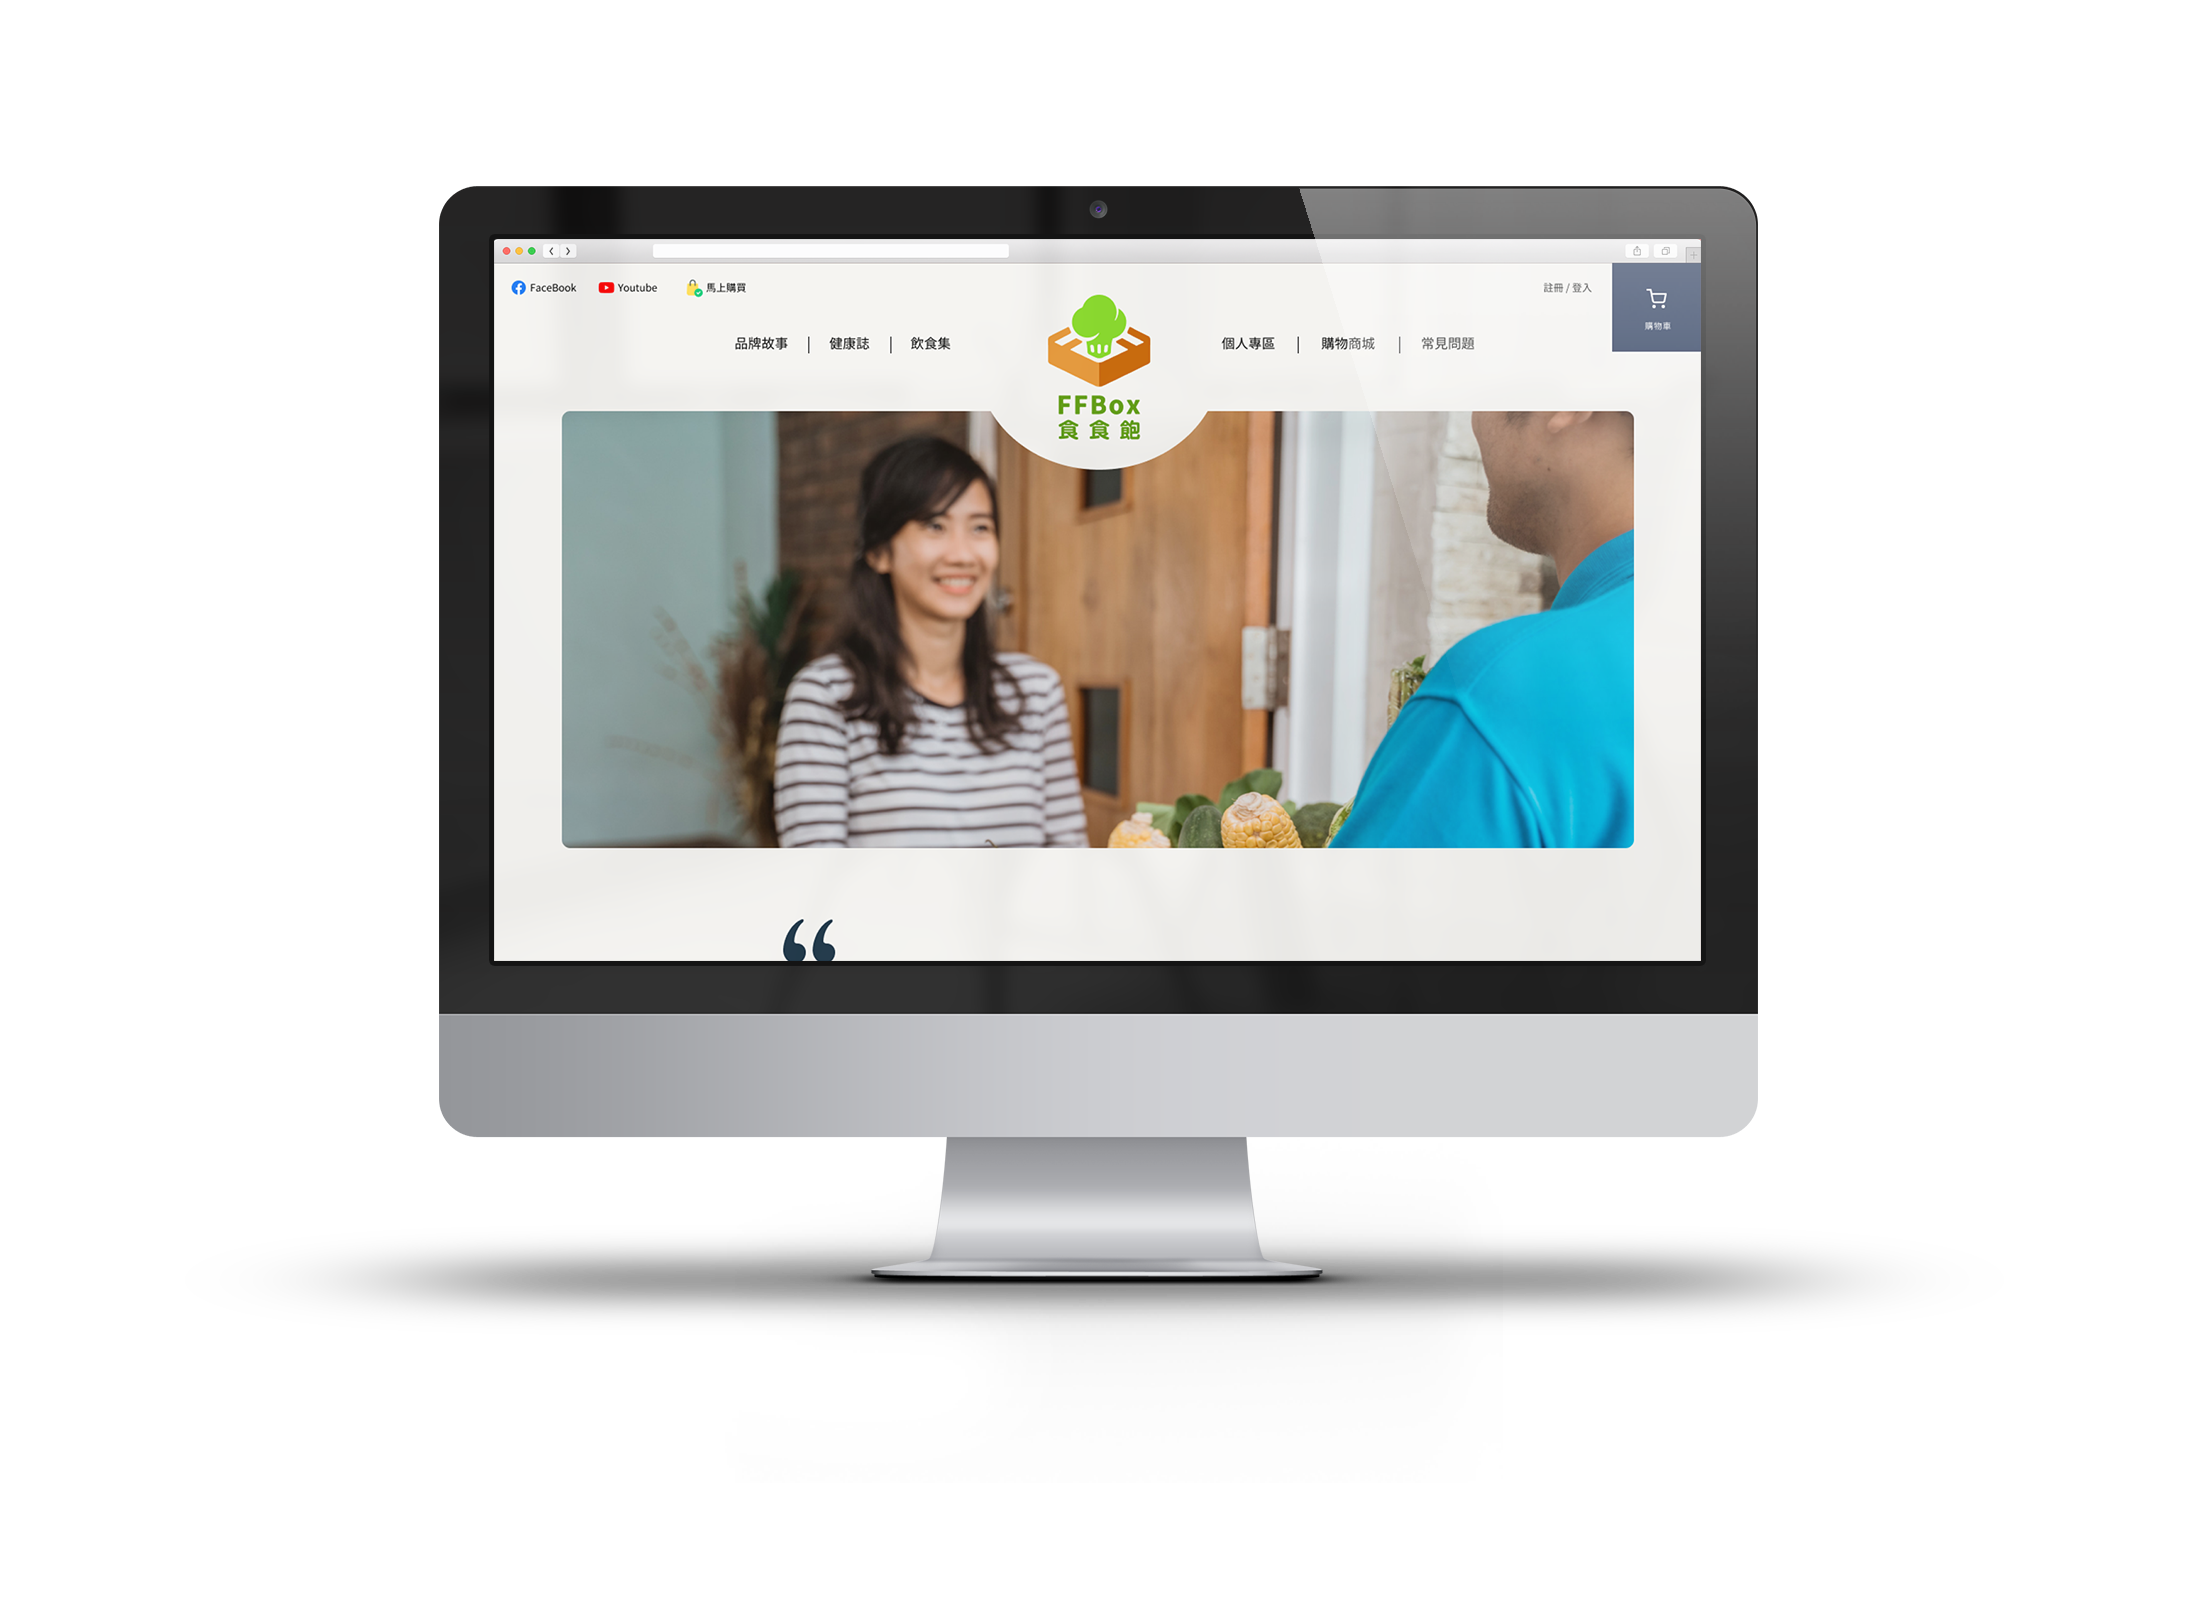 FaceBook
Youtube
馬上購買
註冊 / 登入
購物車
品牌故事 | 健康誌 | 飲食集
個人專區 | 購物商城 | 常見問題
FFBox
食食飽
“